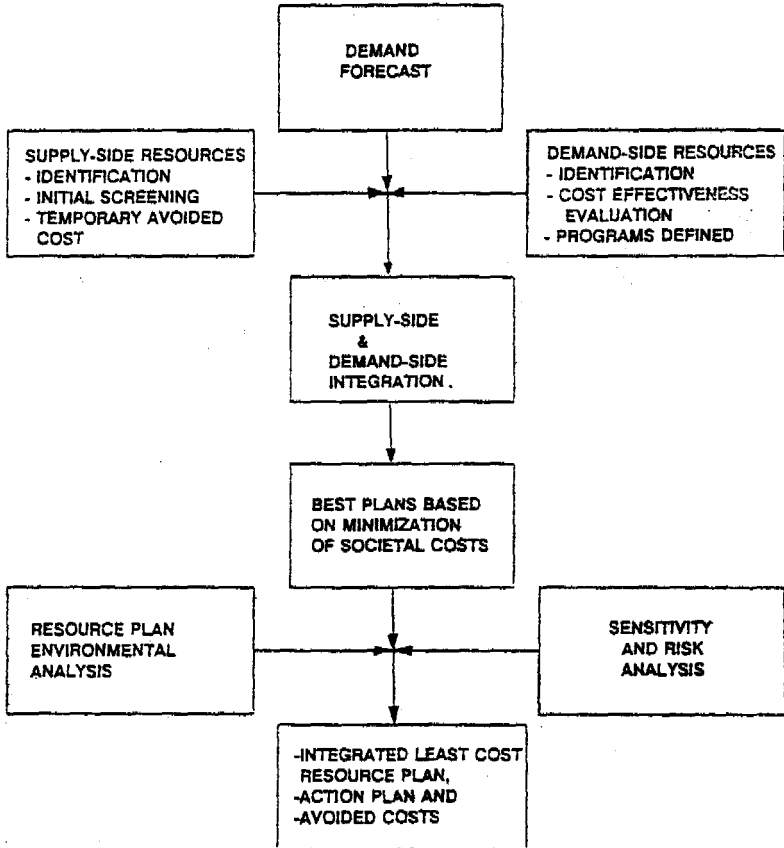 DEMAND
FORECAST
SUPPLY-SIDE RESOURCES
- IDENTIFICATION
- INITIAL SCREENING
- TEMPORARY AVOIDED
COST
DEMAND-SIDE RESOURCES
- IDENTIFICATION
- COST EFFECTIVENESS
EVALUATION
- PROGRAMS DEFINED
SUPPLY-SIDE
&
DEMAND-SIDE
INTEGRATION.
BEST PLANS BASED
ON MINIMIZATION
OF SOCIETAL COSTS
RESOURCE PLAN
ENVIRONMENTAL
ANALYSIS
SENSITIVITY
AND RISK
ANALYSIS
-INTEGRATED LEAST COST
RESOURCE PLAN,
-ACTION PLAN AND
-AVOIDED COSTS